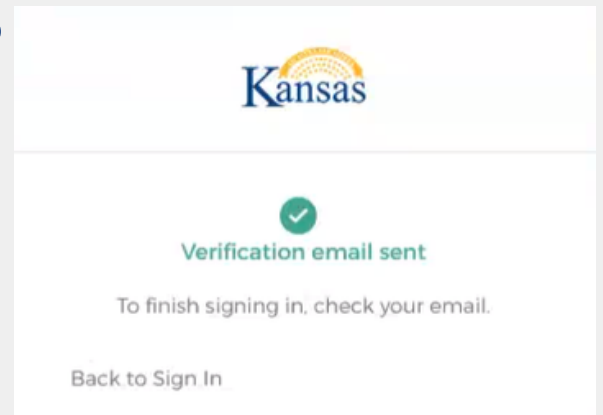 Kansas
Verification email sent
To finish signing in, check your email.
Back to Sign In